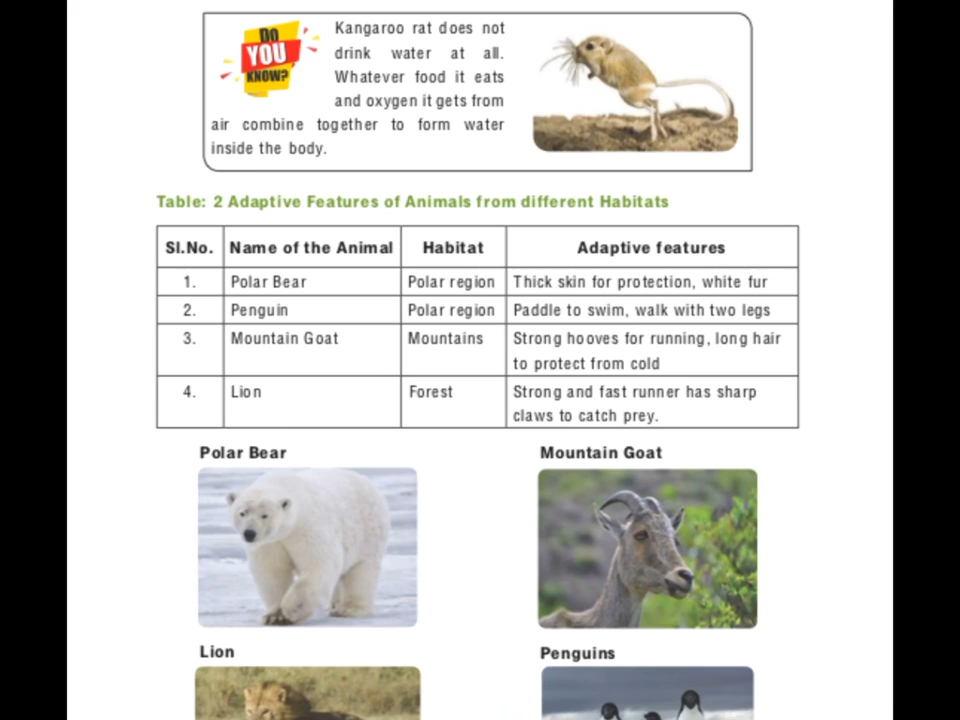 DO
YOU
KNOW?
Kangaroo rat does not
drink water at all.
Whatever food it eats
and oxygen it gets from
air combine together to form water
inside the body.
Table: 2 Adaptive Features of Animals from different Habitats
Sl.No. Name of the Animal Habitat Adaptive features
1. Polar Bear Polar region Thick skin for protection, white fur
2. Penguin Polar region Paddle to swim, walk with two legs
3. Mountain Goat Mountains Strong hooves for running, long hair
to protect from cold
4. Lion Forest Strong and fast runner has sharp
claws to catch prey.
Polar Bear Mountain Goat
Lion Penguins